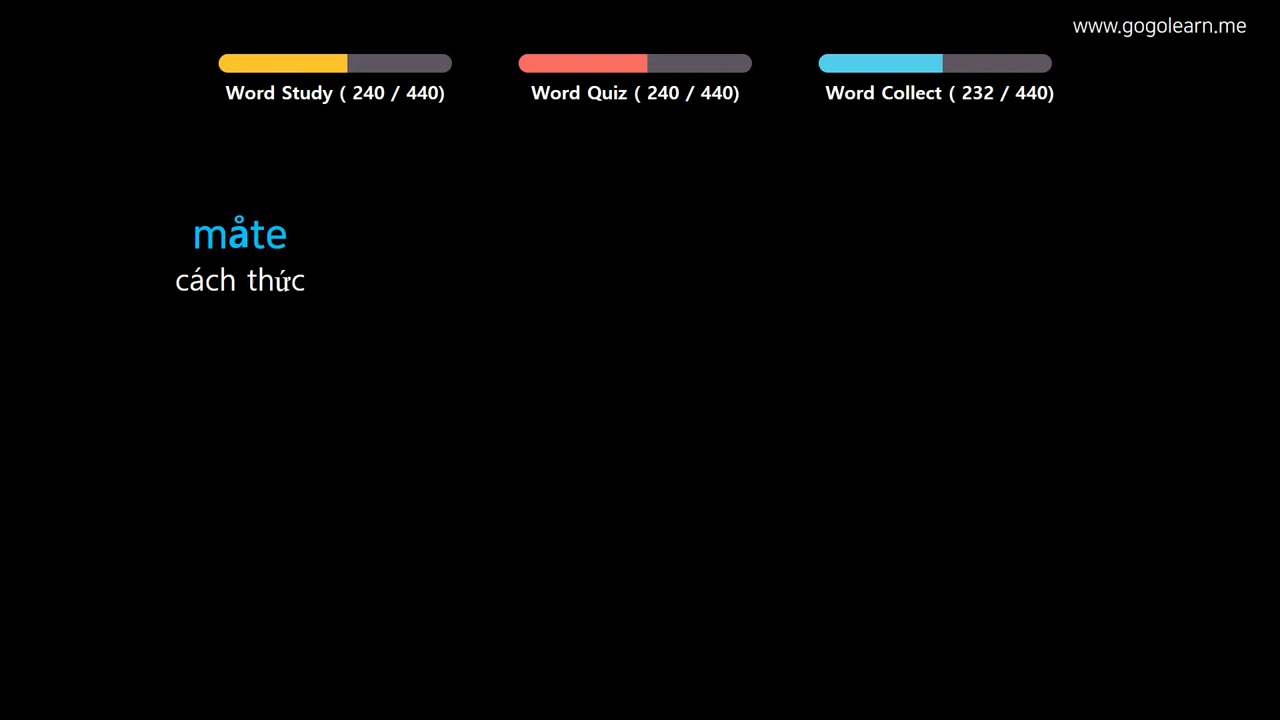 www.gogolearn.me
Word Study ( 240 / 440)
Word Quiz ( 240 / 440)
Word Collect ( 232 / 440)
måte
cách thức